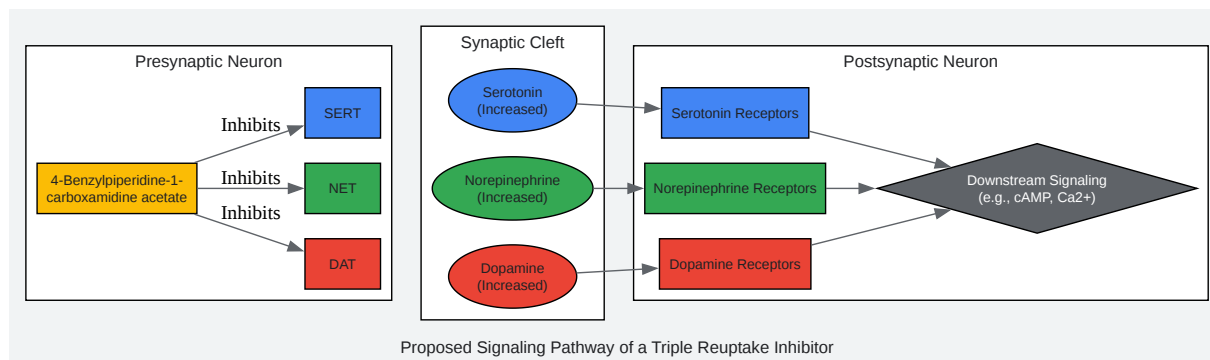 Presynaptic Neuron
4-Benzylpiperidine-1-
carboxamidine acetate
Inhibits
Inhibits
Inhibits
SERT
NET
DAT
Synaptic Cleft
Serotonin
(Increased)
Norepinephrine
(Increased)
Dopamine
(Increased)
Postsynaptic Neuron
Serotonin Receptors
Norepinephrine Receptors
Dopamine Receptors
Downstream Signaling
(e.g., cAMP, Ca2+)
Proposed Signaling Pathway of a Triple Reuptake Inhibitor